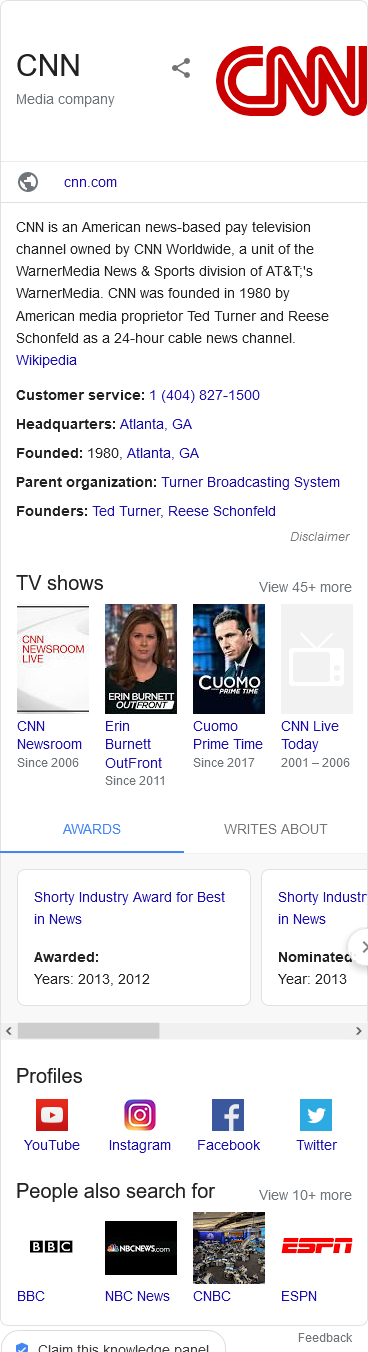 CNN
CNN
Media company
cnn.com
CNN is an American news-based pay television
channel owned by CNN Worldwide, a unit of the
WarnerMedia News & Sports division of AT&T;'s
WarnerMedia. CNN was founded in 1980 by
American media proprietor Ted Turner and Reese
Schonfeld as a 24-hour cable news channel.
Wikipedia
Customer service: 1 (404) 827-1500
Headquarters: Atlanta, GA
Founded: 1980, Atlanta, GA
Parent organization: Turner Broadcasting System
Founders: Ted Turner, Reese Schonfeld
Disclaimer
TV shows
View 45+ more
CNN
NEWSROOM
LIVE
ERIN BURNETT
OUTFRONT
CUOMO
PRIME TIME
CNN
Newsroom
Since 2006
Erin
Burnett
OutFront
Since 2011
Cuomo
Prime Time
Since 2017
CNN Live
Today
2001 – 2006
AWARDS
WRITES ABOUT
Shorty Industry Award for Best
in News
Awarded:
Years: 2013, 2012
Shorty Industr
in News
Nominated:
Year: 2013
Profiles
YouTube
Instagram
Facebook
Twitter
People also search for
View 10+ more
BBC
NBCNEWS.com
ESPN
BBC
NBC News
CNBC
ESPN
Feedback
Claim this knowledge panel